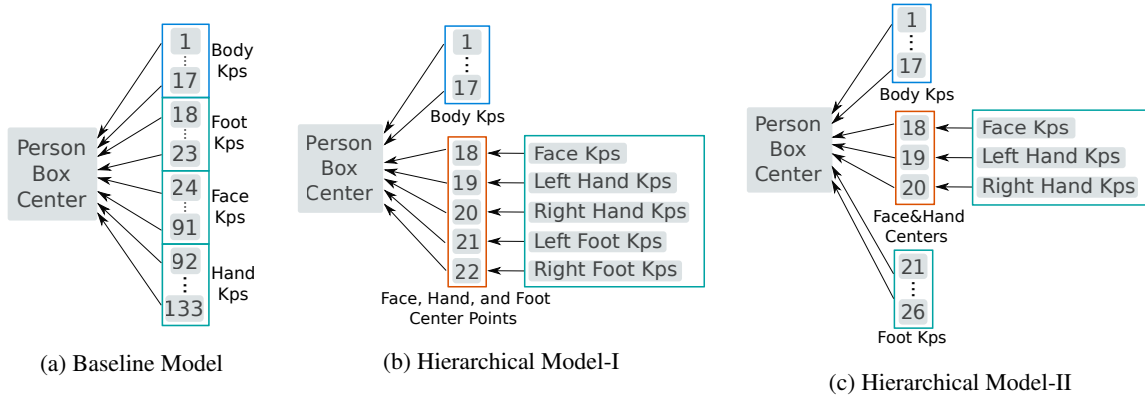 Person
Box
Center
1
17
Body
Kps
18
23
Foot
Kps
24
91
Face
Kps
92
133
Hand
Kps
(a) Baseline Model
Person
Box
Center
1
17
Body Kps
18 Face Kps
19 Left Hand Kps
20 Right Hand Kps
21 Left Foot Kps
22 Right Foot Kps
Face, Hand, and Foot
Center Points
(b) Hierarchical Model-I
Person
Box
Center
1
17
Body Kps
18 Face Kps
19 Left Hand Kps
20 Right Hand Kps
Face&Hand
Centers
21
26
Foot Kps
(c) Hierarchical Model-II